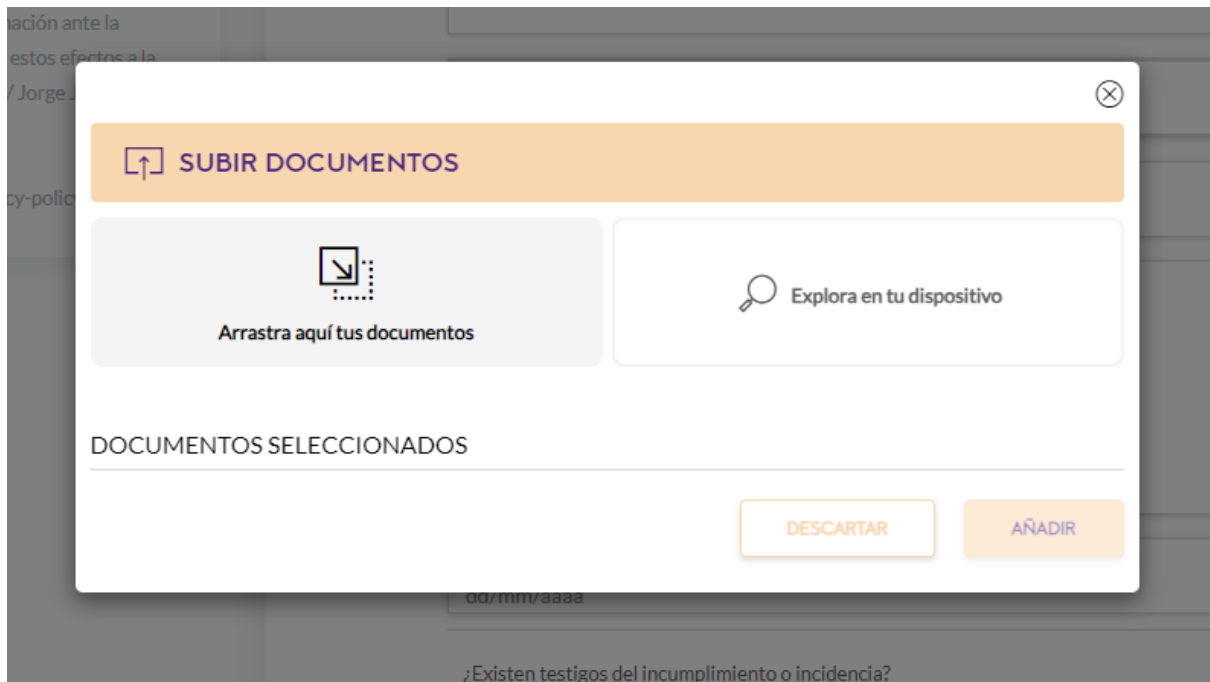 nación ante la
estos efectos a la
/ Jorge J
cy-polic
SUBIR DOCUMENTOS
Arrastra aquí tus documentos
Explora en tu dispositivo
DOCUMENTOS SELECCIONADOS
DESCARTAR
AÑADIR
dd/mm/aaaa
¿Existen testigos del incumplimiento o incidencia?